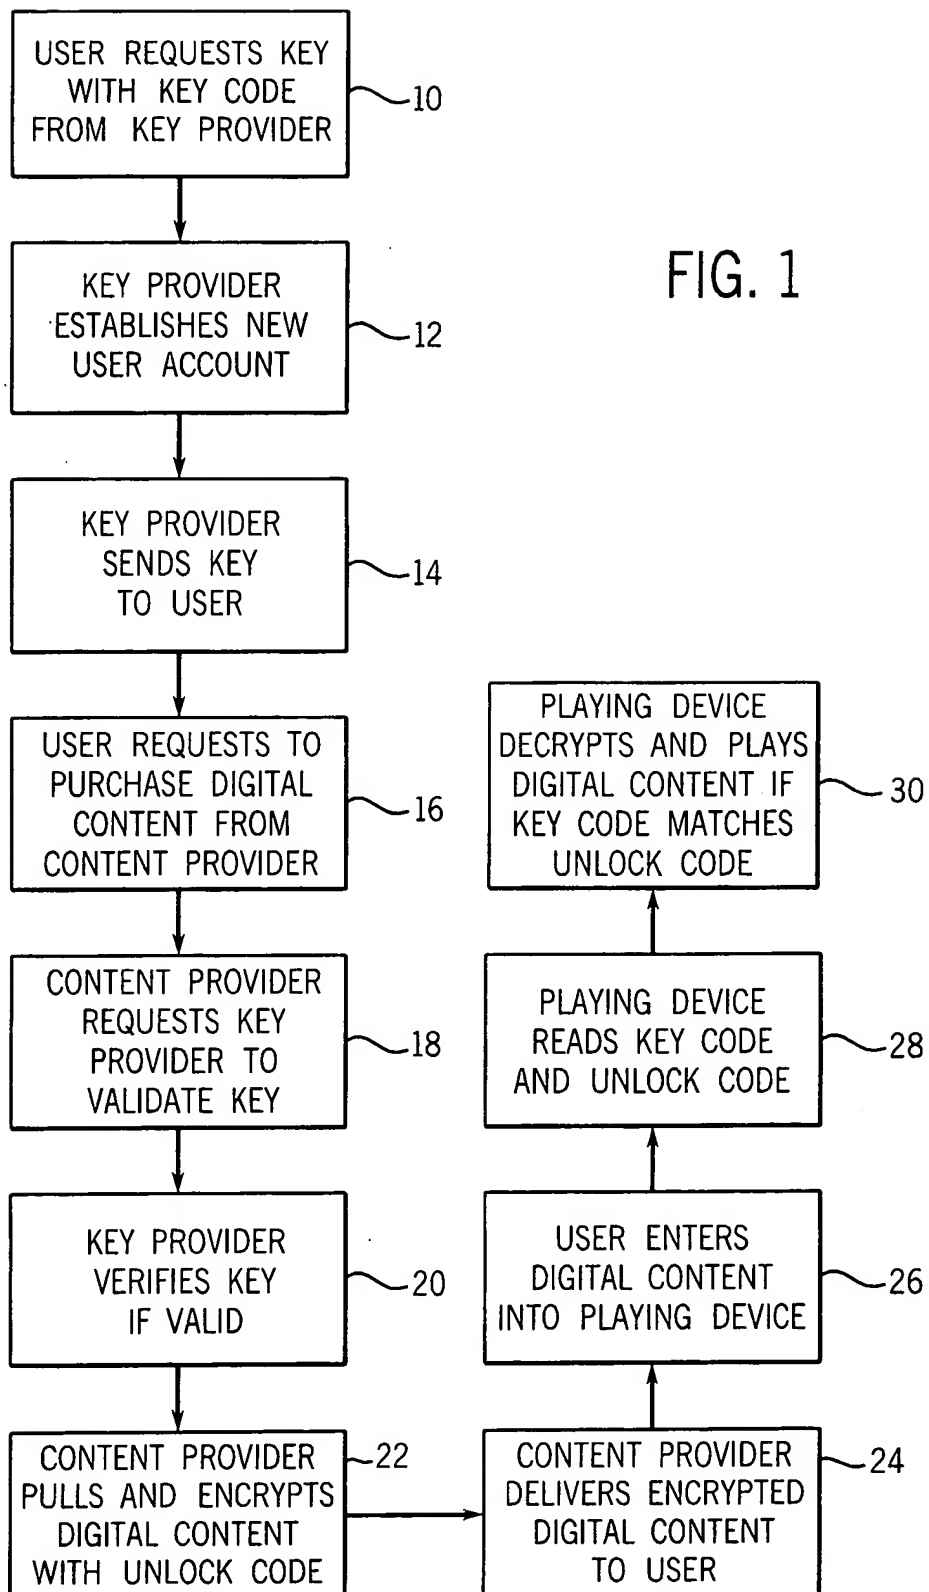 USER REQUESTS KEY
WITH KEY CODE
FROM KEY PROVIDER
10
KEY PROVIDER
ESTABLISHES NEW
USER ACCOUNT
12
FIG. 1
KEY PROVIDER
SENDS KEY
TO USER
14
USER REQUESTS TO
PURCHASE DIGITAL
CONTENT FROM
CONTENT PROVIDER
16
CONTENT PROVIDER
REQUESTS KEY
PROVIDER TO
VALIDATE KEY
18
KEY PROVIDER
VERIFIES KEY
IF VALID
20
CONTENT PROVIDER
PULLS AND ENCRYPTS
DIGITAL CONTENT
WITH UNLOCK CODE
22
CONTENT PROVIDER
DELIVERS ENCRYPTED
DIGITAL CONTENT
TO USER
24
USER ENTERS
DIGITAL CONTENT
INTO PLAYING DEVICE
26
PLAYING DEVICE
READS KEY CODE
AND UNLOCK CODE
28
PLAYING DEVICE
DECRYPTS AND PLAYS
DIGITAL CONTENT IF
KEY CODE MATCHES
UNLOCK CODE
30